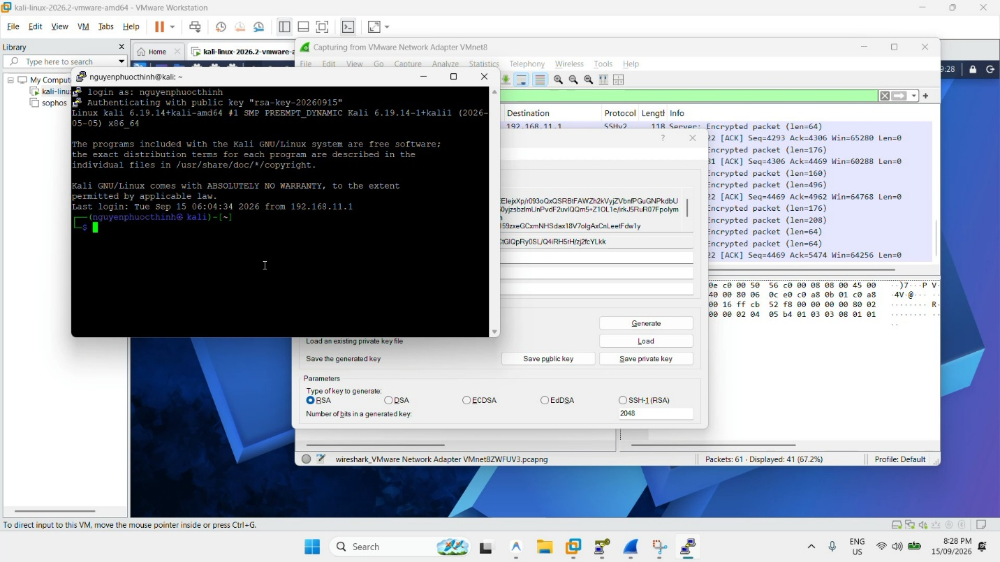 kali-linux-2026.2-vmware-amd64 - VMware Workstation
File Edit View VM Tabs Help
Library
Type here to search
My Compute
kali-linu
sophos
Home
kali-linux-2026.2-vmware-a
9:28
Capturing from VMware Network Adapter VMnet8
File Edit View Go Capture Analyze Statistics Telephony Wireless Tools Help
Destination Protocol Lengtl Info
192.168.11.1 SSHv2 118 Server: Encrypted packet (len=64)
22 [ACK] Seq=4293 Ack=4306 Win=65280 Len=0
Encrypted packet (len=176)
31 [ACK] Seq=4306 Ack=4469 Win=60288 Len=0
Encrypted packet (len=160)
Encrypted packet (len=496)
22 [ACK] Seq=4469 Ack=4962 Win=64768 Len=0
Encrypted packet (len=176)
Encrypted packet (len=208)
Encrypted packet (len=64)
Encrypted packet (len=64)
22 [ACK] Seq=4469 Ack=5474 Win=64256 Len=0
nguyenphuocthinh@kali: ~
login as: nguyenphuocthinh
Authenticating with public key "rsa-key-20260915"
Linux kali 6.19.14+kali-amd64 #1 SMP PREEMPT_DYNAMIC Kali 6.19.14-1+kali1 (2026-
05-05) x86_64
The programs included with the Kali GNU/Linux system are free software;
the exact distribution terms for each program are described in the
individual files in /usr/share/doc/*/copyright.
Kali GNU/Linux comes with ABSOLUTELY NO WARRANTY, to the extent
permitted by applicable law.
Last login: Tue Sep 15 06:04:34 2026 from 192.168.11.1
(nguyenphuocthinh㉿kali)-[~]
$
0e c0 00 50 56 c0 00 08 08 00 45 00 ··)7···P V·
40 00 80 06 0c e0 c0 a8 0b 01 c0 a8 ·4V·@···
00 16 ff cb 52 f8 00 00 00 00 80 02 ········ R·
00 00 02 04 05 b4 01 03 03 08 01 01
Generate
Load an existing private key file
Load
Save the generated key
Save public key
Save private key
Parameters
Type of key to generate:
RSA DSA ECDSA EdDSA SSH-1 (RSA)
Number of bits in a generated key: 2048
wireshark_VMware Network Adapter VMnet8ZWFUV3.pcapng
Packets: 61 · Displayed: 41 (67.2%)
Profile: Default
To direct input to this VM, move the mouse pointer inside or press Ctrl+G.
Search
ENG
US
8:28 PM
15/09/2026